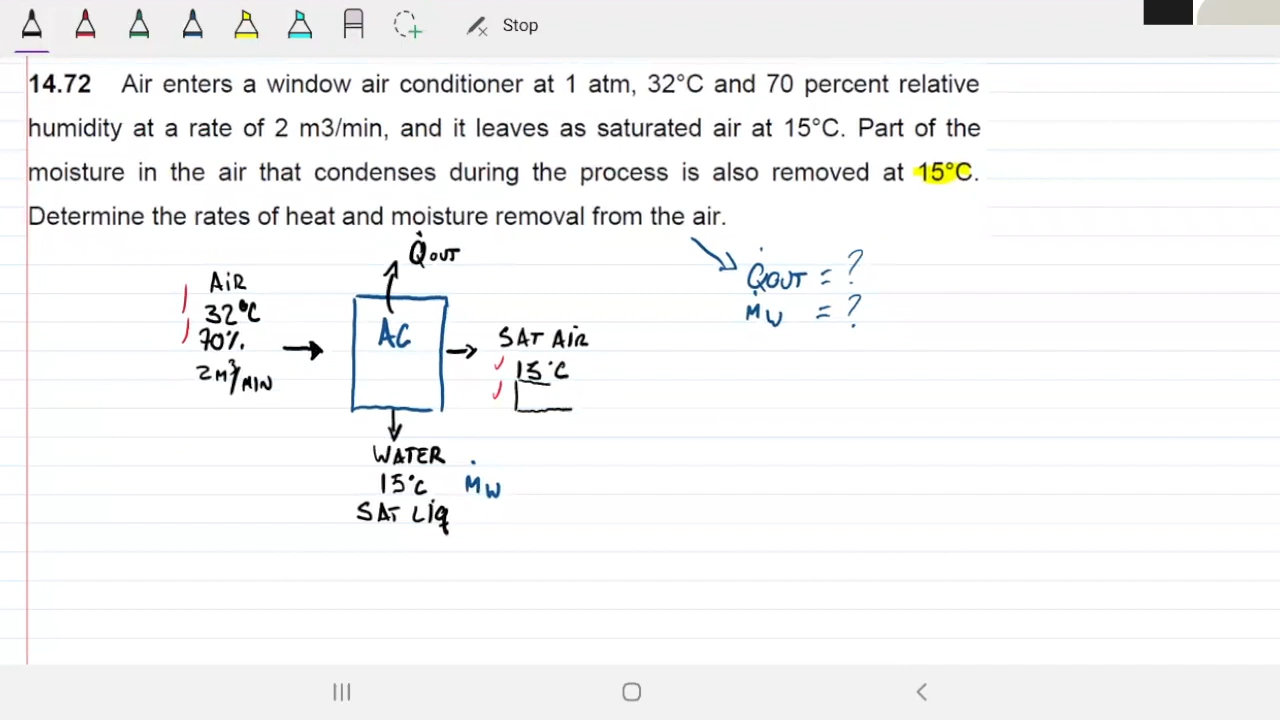 Stop
14.72 Air enters a window air conditioner at 1 atm, 32°C and 70 percent relative
humidity at a rate of 2 m3/min, and it leaves as saturated air at 15°C. Part of the
moisture in the air that condenses during the process is also removed at 15°C.
Determine the rates of heat and moisture removal from the air.
Q̇OUT
Q̇OUT = ?
ṀW = ?
AiR
32°C
70%
2M³/MIN
AC
SAT AiR
15°C
WATER
15°C ṀW
SAT Liq